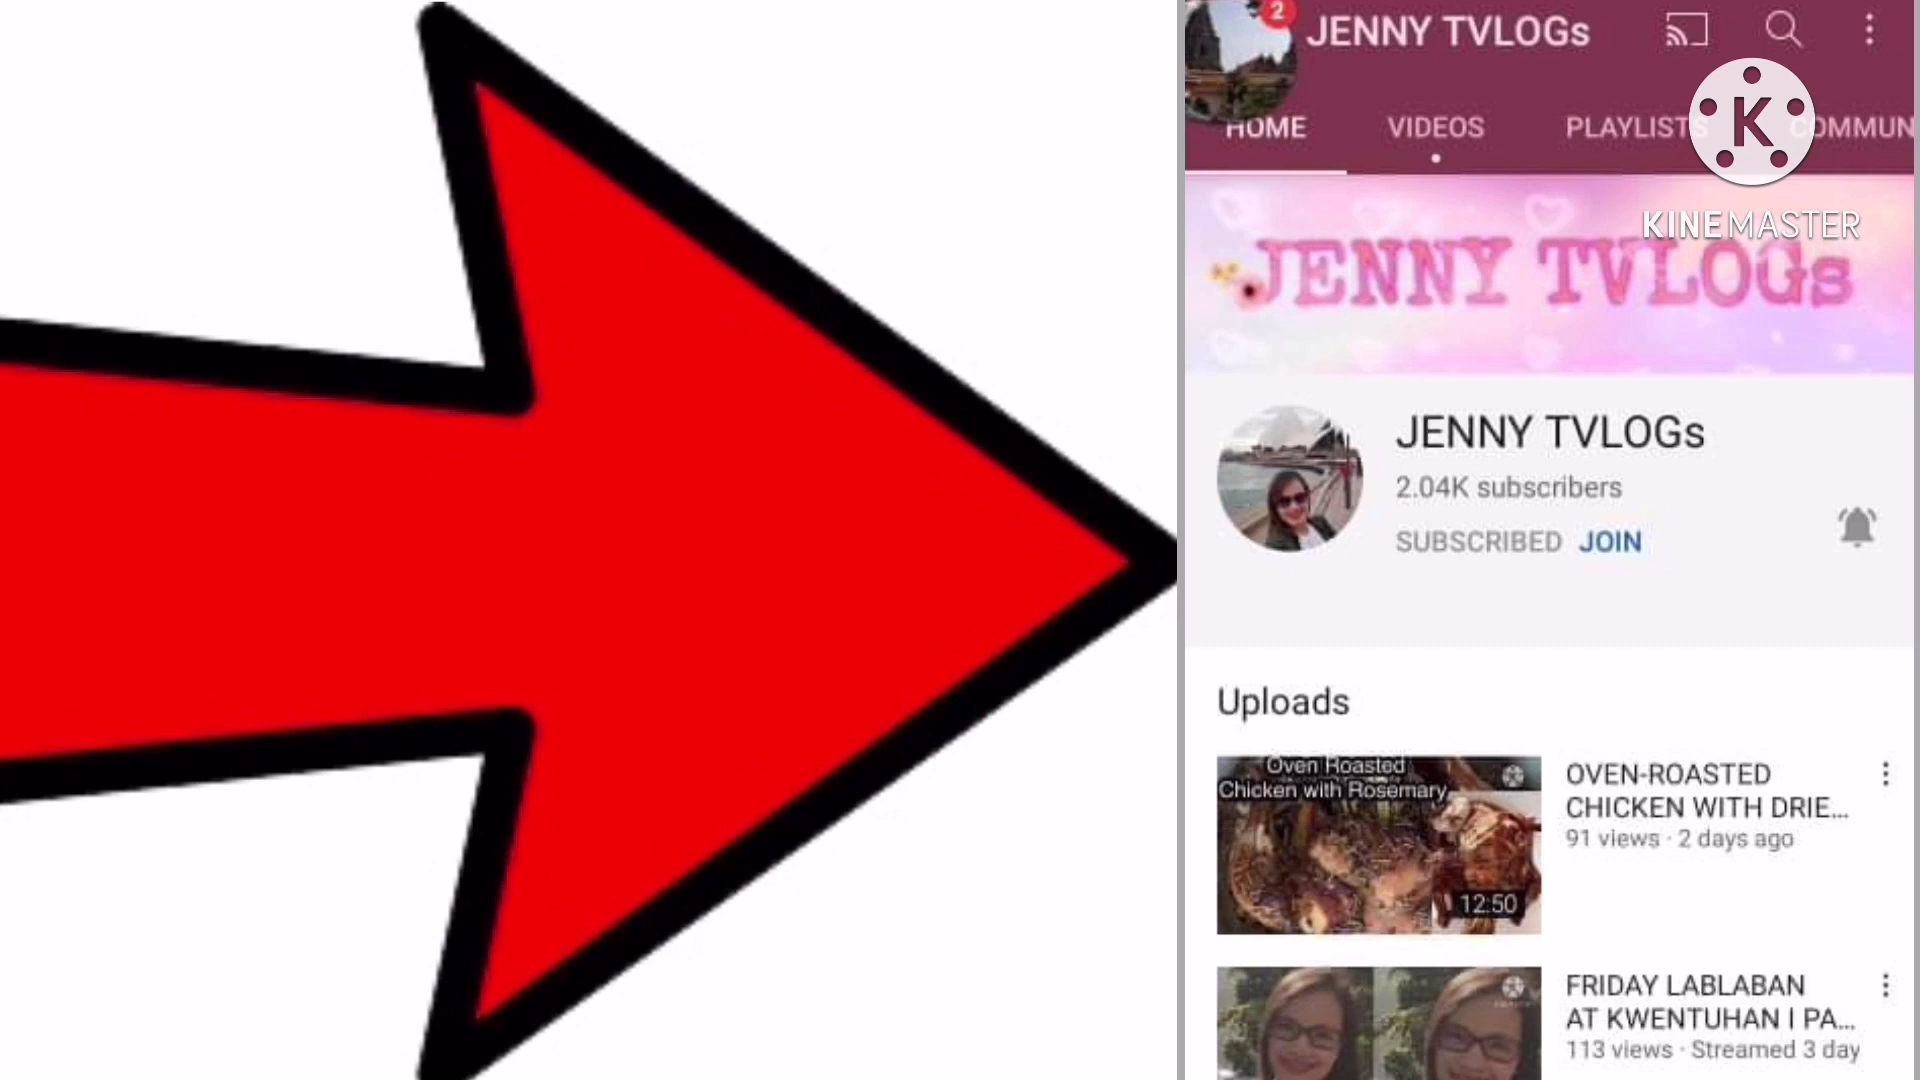 2
JENNY TVLOGs
HOME
VIDEOS
PLAYLISTS
COMMUN
K
KINEMASTER
JENNY TVLOGs
JENNY TVLOGs
2.04K subscribers
SUBSCRIBED JOIN
Uploads
Oven Roasted
Chicken with Rosemary
12:50
OVEN-ROASTED
CHICKEN WITH DRIE...
91 views · 2 days ago
FRIDAY LABLABAN
AT KWENTUHAN I PA...
113 views · Streamed 3 day